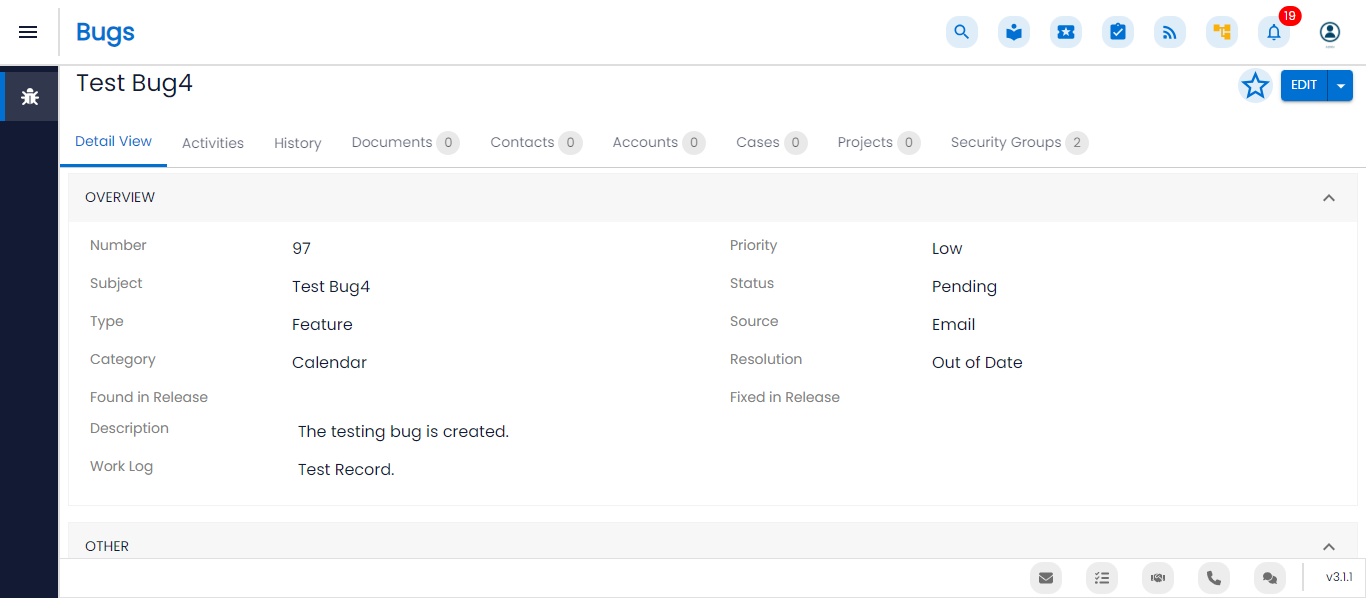 Bugs
19
Test Bug4
EDIT
Detail View Activities History Documents 0 Contacts 0 Accounts 0 Cases 0 Projects 0 Security Groups 2
OVERVIEW
Number 97 Priority Low
Subject Test Bug4 Status Pending
Type Feature Source Email
Category Calendar Resolution Out of Date
Found in Release Fixed in Release
Description The testing bug is created.
Work Log Test Record.
OTHER
v3.1.1